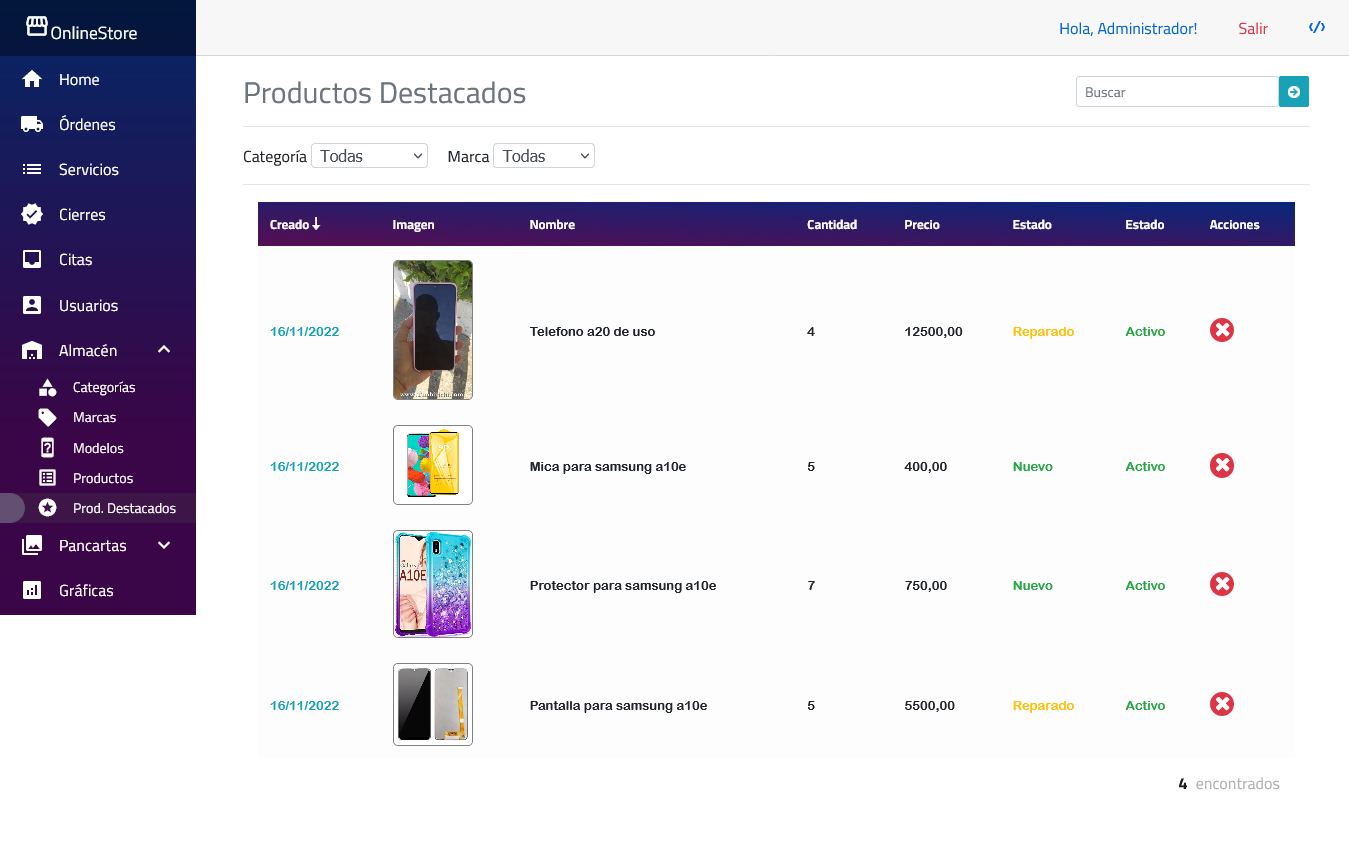 OnlineStore
Hola, Administrador! Salir
Home
Órdenes
Servicios
Cierres
Citas
Usuarios
Almacén
Categorías
Marcas
Modelos
Productos
Prod. Destacados
Pancartas
Gráficas
Productos Destacados
Buscar
Categoría Todas Marca Todas
Creado Imagen Nombre Cantidad Precio Estado Estado Acciones
16/11/2022 Telefono a20 de uso 4 12500,00 Reparado Activo
16/11/2022 Mica para samsung a10e 5 400,00 Nuevo Activo
A10E
16/11/2022 Protector para samsung a10e 7 750,00 Nuevo Activo
16/11/2022 Pantalla para samsung a10e 5 5500,00 Reparado Activo
4 encontrados